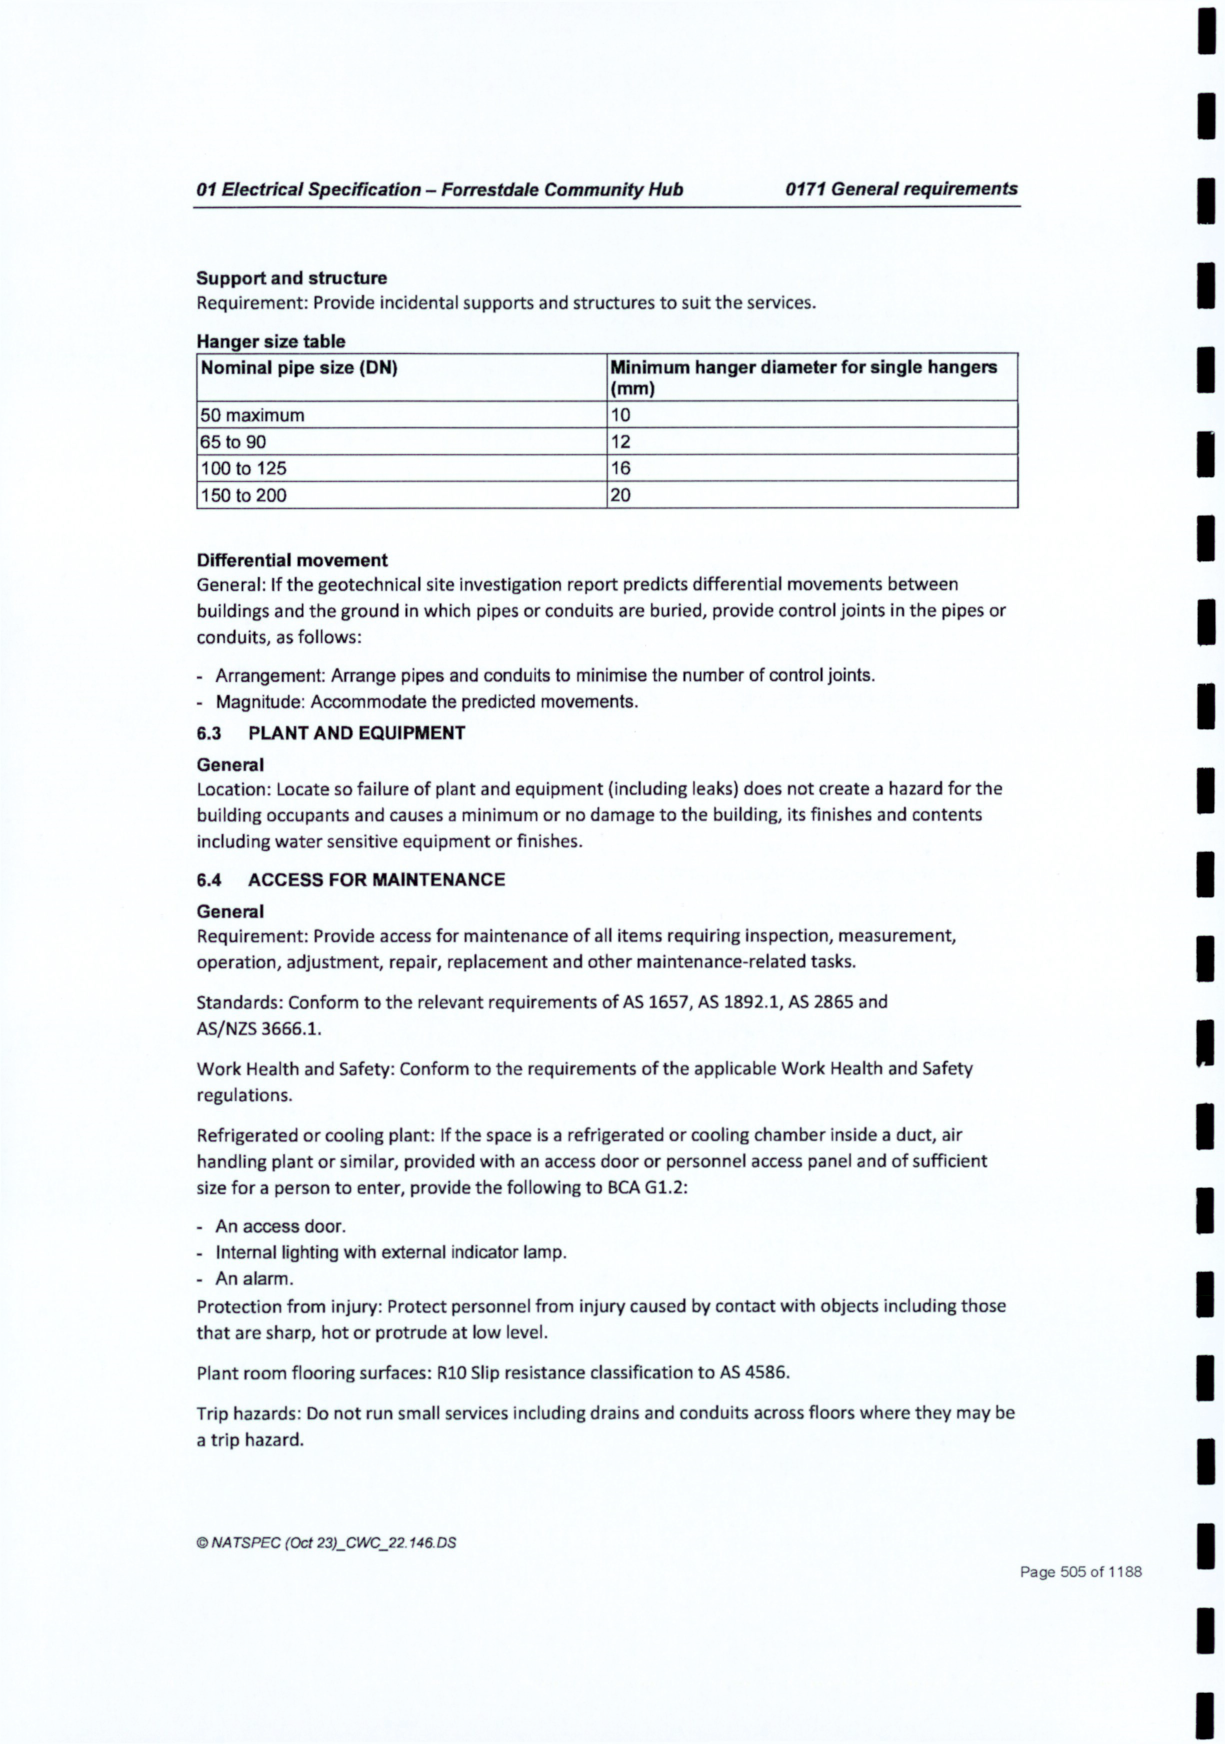 01 Electrical Specification – Forrestdale Community Hub 0171 General requirements
Support and structure
Requirement: Provide incidental supports and structures to suit the services.
Hanger size table
Nominal pipe size (DN) Minimum hanger diameter for single hangers
(mm)
50 maximum 10
65 to 90 12
100 to 125 16
150 to 200 20
Differential movement
General: If the geotechnical site investigation report predicts differential movements between
buildings and the ground in which pipes or conduits are buried, provide control joints in the pipes or
conduits, as follows:
- Arrangement: Arrange pipes and conduits to minimise the number of control joints.
- Magnitude: Accommodate the predicted movements.
6.3 PLANT AND EQUIPMENT
General
Location: Locate so failure of plant and equipment (including leaks) does not create a hazard for the
building occupants and causes a minimum or no damage to the building, its finishes and contents
including water sensitive equipment or finishes.
6.4 ACCESS FOR MAINTENANCE
General
Requirement: Provide access for maintenance of all items requiring inspection, measurement,
operation, adjustment, repair, replacement and other maintenance-related tasks.
Standards: Conform to the relevant requirements of AS 1657, AS 1892.1, AS 2865 and
AS/NZS 3666.1.
Work Health and Safety: Conform to the requirements of the applicable Work Health and Safety
regulations.
Refrigerated or cooling plant: If the space is a refrigerated or cooling chamber inside a duct, air
handling plant or similar, provided with an access door or personnel access panel and of sufficient
size for a person to enter, provide the following to BCA G1.2:
- An access door.
- Internal lighting with external indicator lamp.
- An alarm.
Protection from injury: Protect personnel from injury caused by contact with objects including those
that are sharp, hot or protrude at low level.
Plant room flooring surfaces: R10 Slip resistance classification to AS 4586.
Trip hazards: Do not run small services including drains and conduits across floors where they may be
a trip hazard.
© NATSPEC (Oct 23)_CWC_22.146.DS
Page 505 of 1188